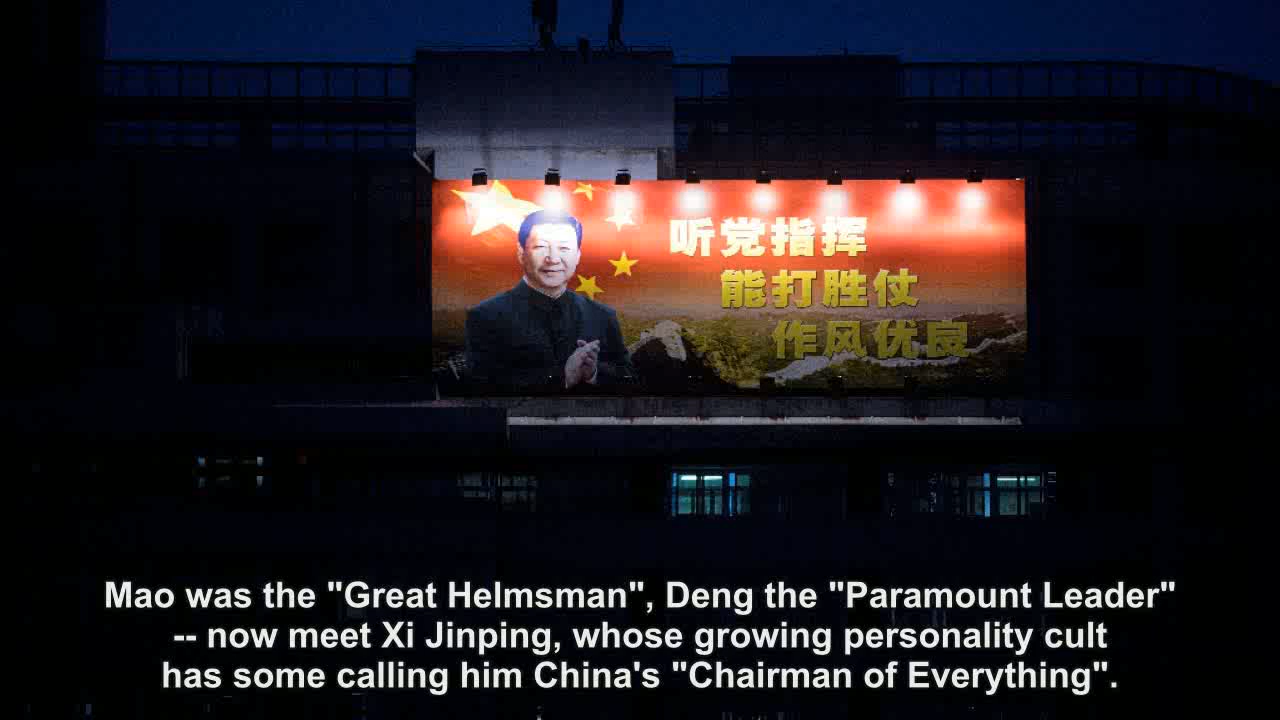 听党指挥
能打胜仗
作风优良
Mao was the "Great Helmsman", Deng the "Paramount Leader"
-- now meet Xi Jinping, whose growing personality cult
has some calling him China's "Chairman of Everything".